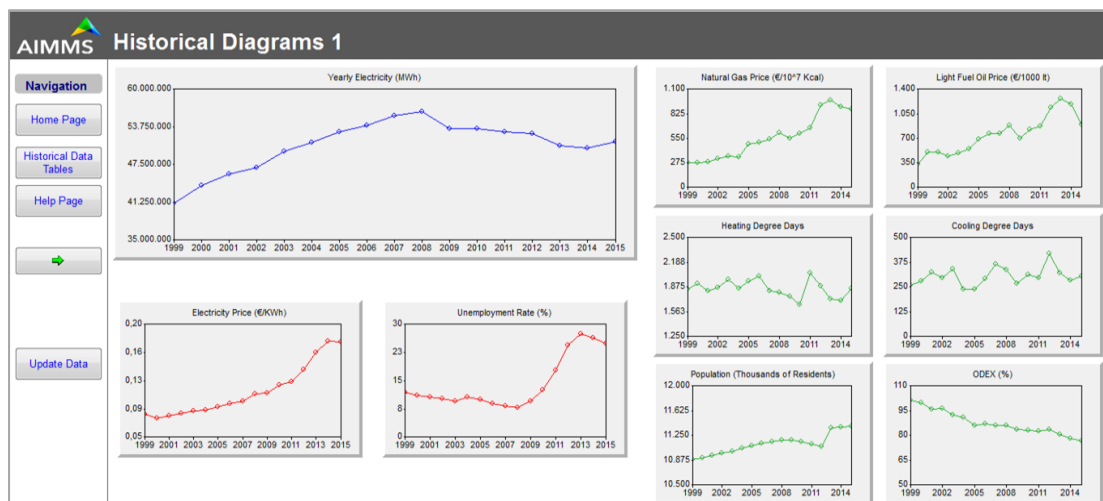 AIMMS
Historical Diagrams 1
Navigation
Home Page
Historical Data
Tables
Help Page
Update Data
Yearly Electricity (MWh)
60.000.000
53.750.000
47.500.000
41.250.000
35.000.000
1999 2000 2001 2002 2003 2004 2005 2006 2007 2008 2009 2010 2011 2012 2013 2014 2015
Natural Gas Price (€/10^7 Kcal)
1.100
825
550
275
0
1999 2002 2005 2008 2011 2014
Light Fuel Oil Price (€/1000 lt)
1.400
1.050
700
350
0
1999 2002 2005 2008 2011 2014
Heating Degree Days
2.500
2.188
1.875
1.563
1.250
1999 2002 2005 2008 2011 2014
Cooling Degree Days
500
375
250
125
0
1999 2002 2005 2008 2011 2014
Electricity Price (€/KWh)
0,20
0,16
0,13
0,09
0,05
1999 2001 2003 2005 2007 2009 2011 2013 2015
Unemployment Rate (%)
30
23
15
8
0
1999 2001 2003 2005 2007 2009 2011 2013 2015
Population (Thousands of Residents)
12.000
11.625
11.250
10.875
10.500
1999 2002 2005 2008 2011 2014
ODEX (%)
110
95
80
65
50
1999 2002 2005 2008 2011 2014